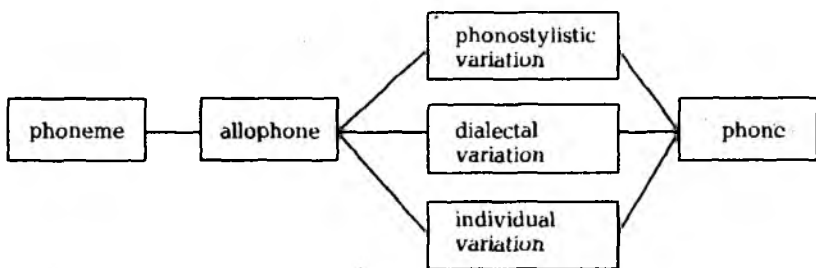 phonostylistic
variation
phoneme
allophone
dialectal
variation
phone
individual
variation